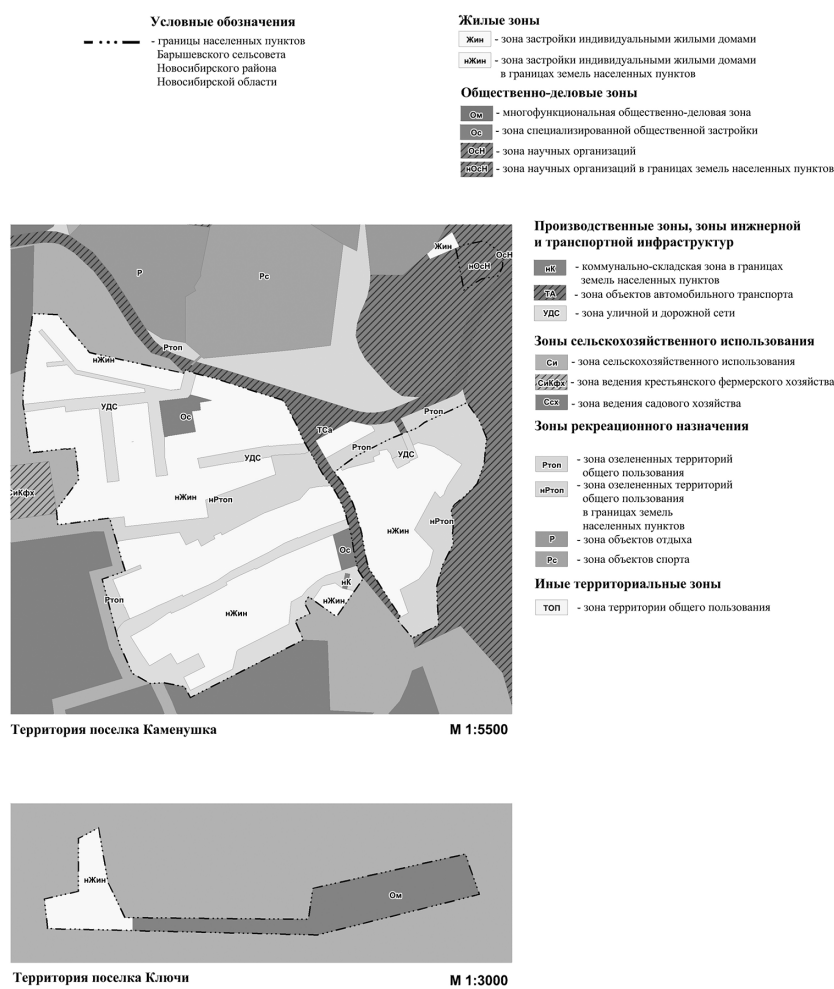 Условные обозначения
- границы населенных пунктов
Барышевского сельсовета
Новосибирского района
Новосибирской области
Жилые зоны
Жин - зона застройки индивидуальными жилыми домами
нЖин - зона застройки индивидуальными жилыми домами
в границах земель населенных пунктов
Общественно-деловые зоны
Ом - многофункциональная общественно-деловая зона
Ос - зона специализированной общественной застройки
ОсН - зона научных организаций
нОсН - зона научных организаций в границах земель населенных пунктов
Производственные зоны, зоны инжнерной
и транспортной инфраструктур
нК - коммунально-складская зона в границах
земель населенных пунктов
ТА - зона объектов автомобильного транспорта
УДС - зона уличной и дорожной сети
Зоны сельскохозяйственного использования
Си - зона сельскохозяйственного использования
СиКфх - зона ведения крестьянского фермерского хозяйства
Ссх - зона ведения садового хозяйства
Зоны рекреационного назначения
Ртоп - зона озелененных территорий
общего пользования
нРтоп - зона озелененных территорий
общего пользования
в границах земель
населенных пунктов
Р - зона объектов отдыха
Рс - зона объектов спорта
Иные территориальные зоны
ТОП - зона территории общего пользования
Жин
ОсН
нОсН
Р
Рс
Ртоп
нЖин
УДС
Ос
Ртоп
ТСа
Ртоп
УДС
УДС
иКфх
нЖин
нРтоп
нРтоп
нЖин
Ос
нК
Ртоп
нЖин
нЖин
Территория поселка Каменушка
М 1:5500
нЖин
Ом
Территория поселка Ключи
М 1:3000